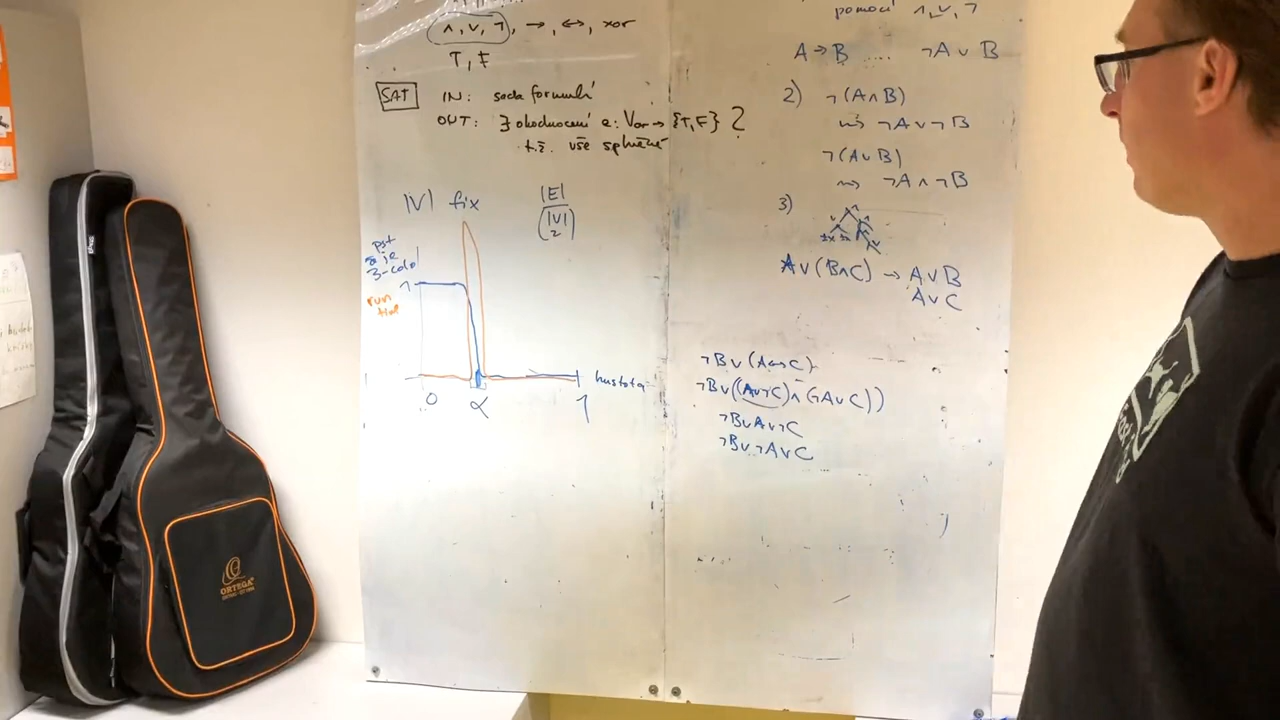 ∧, ∨, ¬, →, ↔, xor
T, F
SAT
IN: sada formulí
OUT: ∃ ohodnocení e: Var → {T, F} ?
t.ž. vše splněné
|V| fix
|E|
|V|
2
pst
že je
3-colo
1
run
time
hustota
0
α
1
pomocí ∧, ∨, ¬
A → B .... ¬A ∨ B
2) ¬(A∧B)
⇝ ¬A ∨ ¬B
¬(A∨B)
⇝ ¬A ∧ ¬B
3)
A∨(B∧C) → A∨B
A∨C
¬B∨(A↔C)
¬B∨((A∨¬C)∧(¬A∨C))
¬B∨A∨¬C
¬B∨¬A∨C
ORTEGA